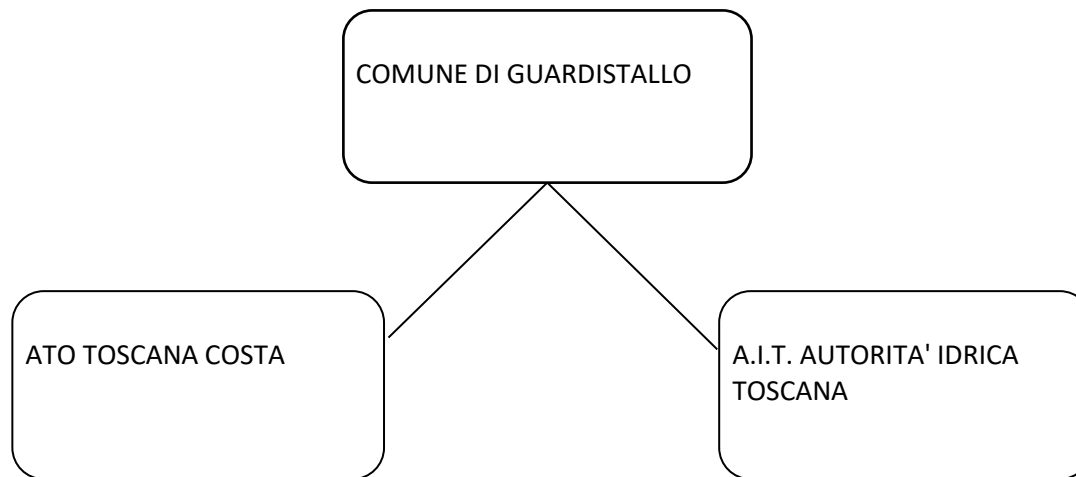 COMUNE DI GUARDISTALLO
ATO TOSCANA COSTA
A.I.T. AUTORITA' IDRICA
TOSCANA